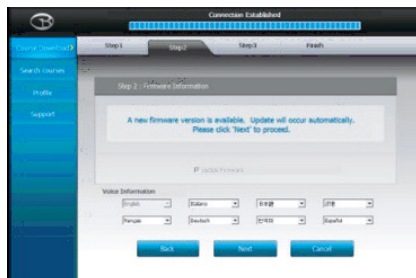 Connection Established
Course Download
Step1
Step2
Step3
Finish
Search courses
Profile
Support
Step 2 : Firmware Information
A new firmware version is available. Update will occur automatically.
Please click 'Next' to proceed.
Update Firmware
Voice Information
English
Italiano
日本語
Français
Deutsch
한국어
Español
Back
Next
Cancel